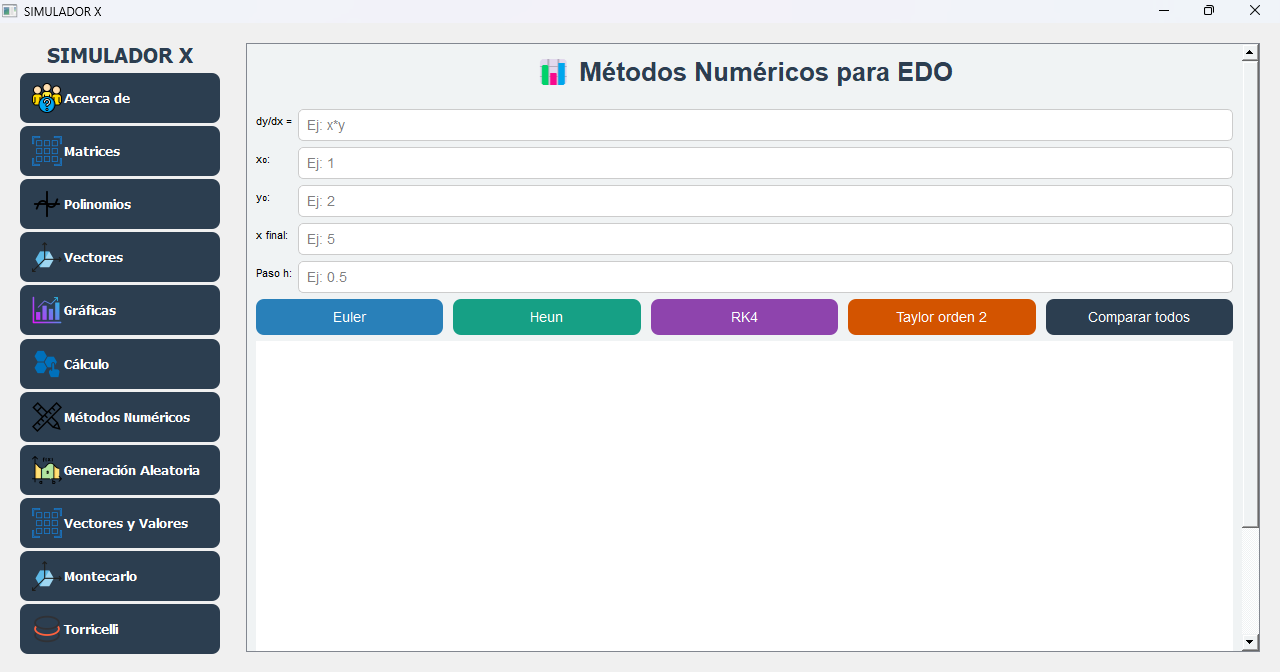 SIMULADOR X
SIMULADOR X
Acerca de
Matrices
Polinomios
Vectores
Gráficas
Cálculo
Métodos Numéricos
Generación Aleatoria
Vectores y Valores
Montecarlo
Torricelli
Métodos Numéricos para EDO
dy/dx = Ej: x*y
x₀: Ej: 1
y₀: Ej: 2
x final: Ej: 5
Paso h: Ej: 0.5
Euler Heun RK4 Taylor orden 2 Comparar todos